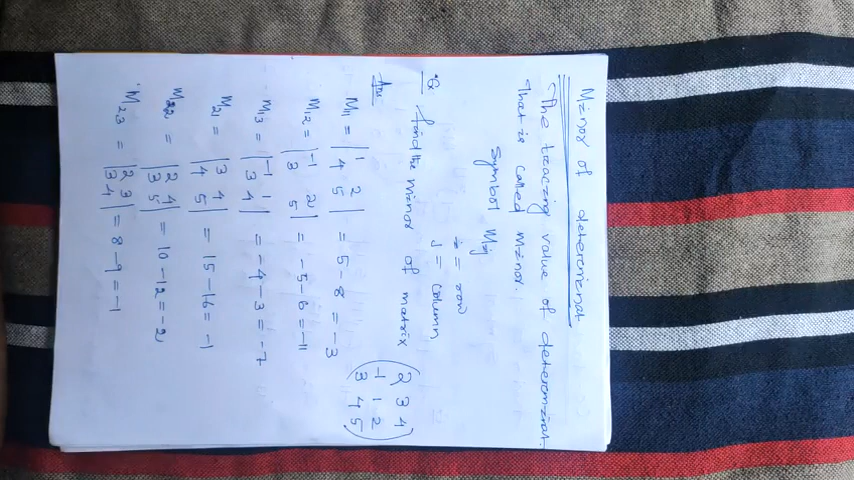 Minor of determinat
The tracing value of determinat
that is called minor.
Symbol Mij
i = row
j = Column
Q find the minor of matrix (2 3 4
-1 1 2
3 4 5)
Ans
M11 = |1 2
4 5| = 5-8 = -3
M12 = |-1 2
3 5| = -5-6 = -11
M13 = |-1 1
3 4| = -4-3 = -7
M21 = |3 4
4 5| = 15-16 = -1
M22 = |2 4
3 5| = 10-12 = -2
M23 = |2 3
3 4| = 8-9 = -1